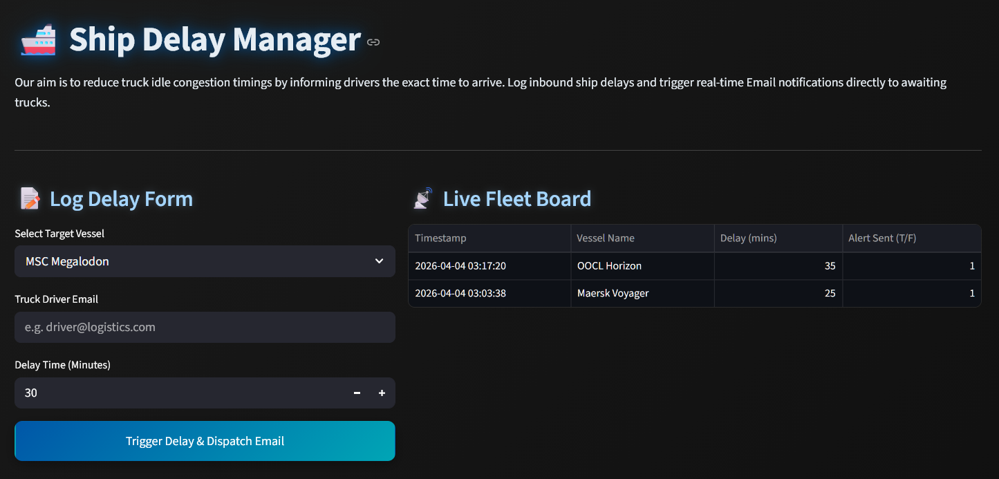 Ship Delay Manager
Our aim is to reduce truck idle congestion timings by informing drivers the exact time to arrive. Log inbound ship delays and trigger real-time Email notifications directly to awaiting
trucks.
Log Delay Form
Select Target Vessel
MSC Megalodon
Truck Driver Email
e.g. driver@logistics.com
Delay Time (Minutes)
30 - +
Trigger Delay & Dispatch Email
Live Fleet Board
Timestamp Vessel Name Delay (mins) Alert Sent (T/F)
2026-04-04 03:17:20 OOCL Horizon 35 1
2026-04-04 03:03:38 Maersk Voyager 25 1